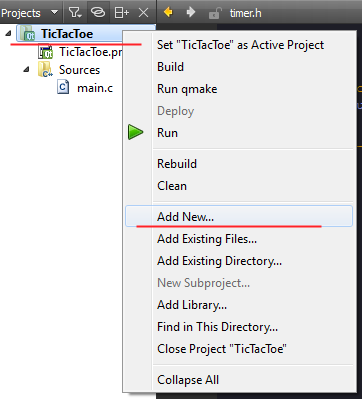 Projects
timer.h
TicTacToe
TicTacToe.pr
Sources
main.c
Set "TicTacToe" as Active Project
Build
Run qmake
Deploy
Run
Rebuild
Clean
Add New...
Add Existing Files...
Add Existing Directory...
New Subproject...
Add Library...
Find in This Directory...
Close Project "TicTacToe"
Collapse All